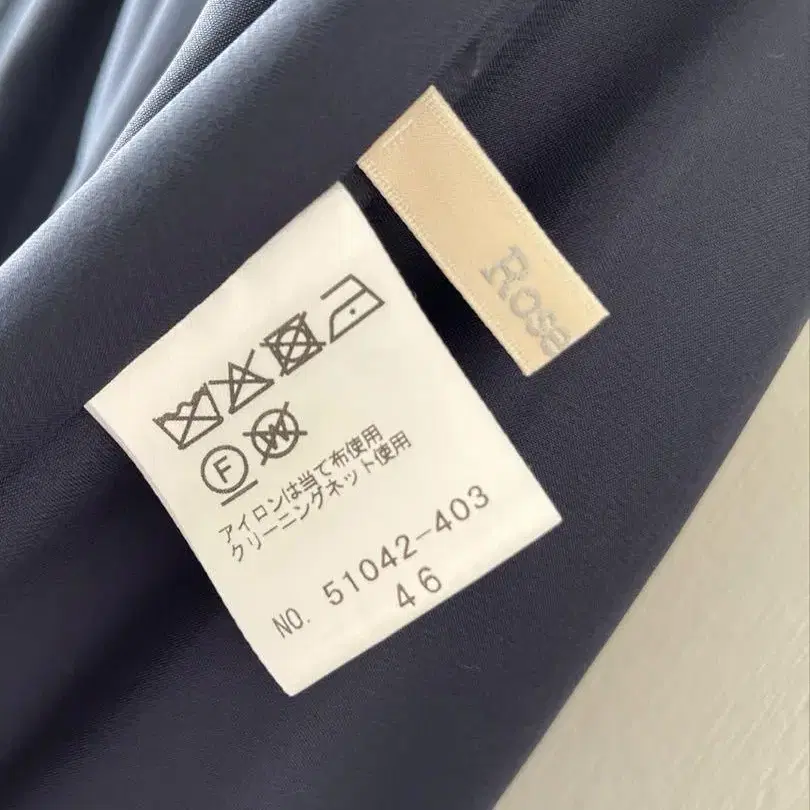 Rose
F
W
アイロンは当て布使用
クリーニングネット使用
NO. 51042-403
46